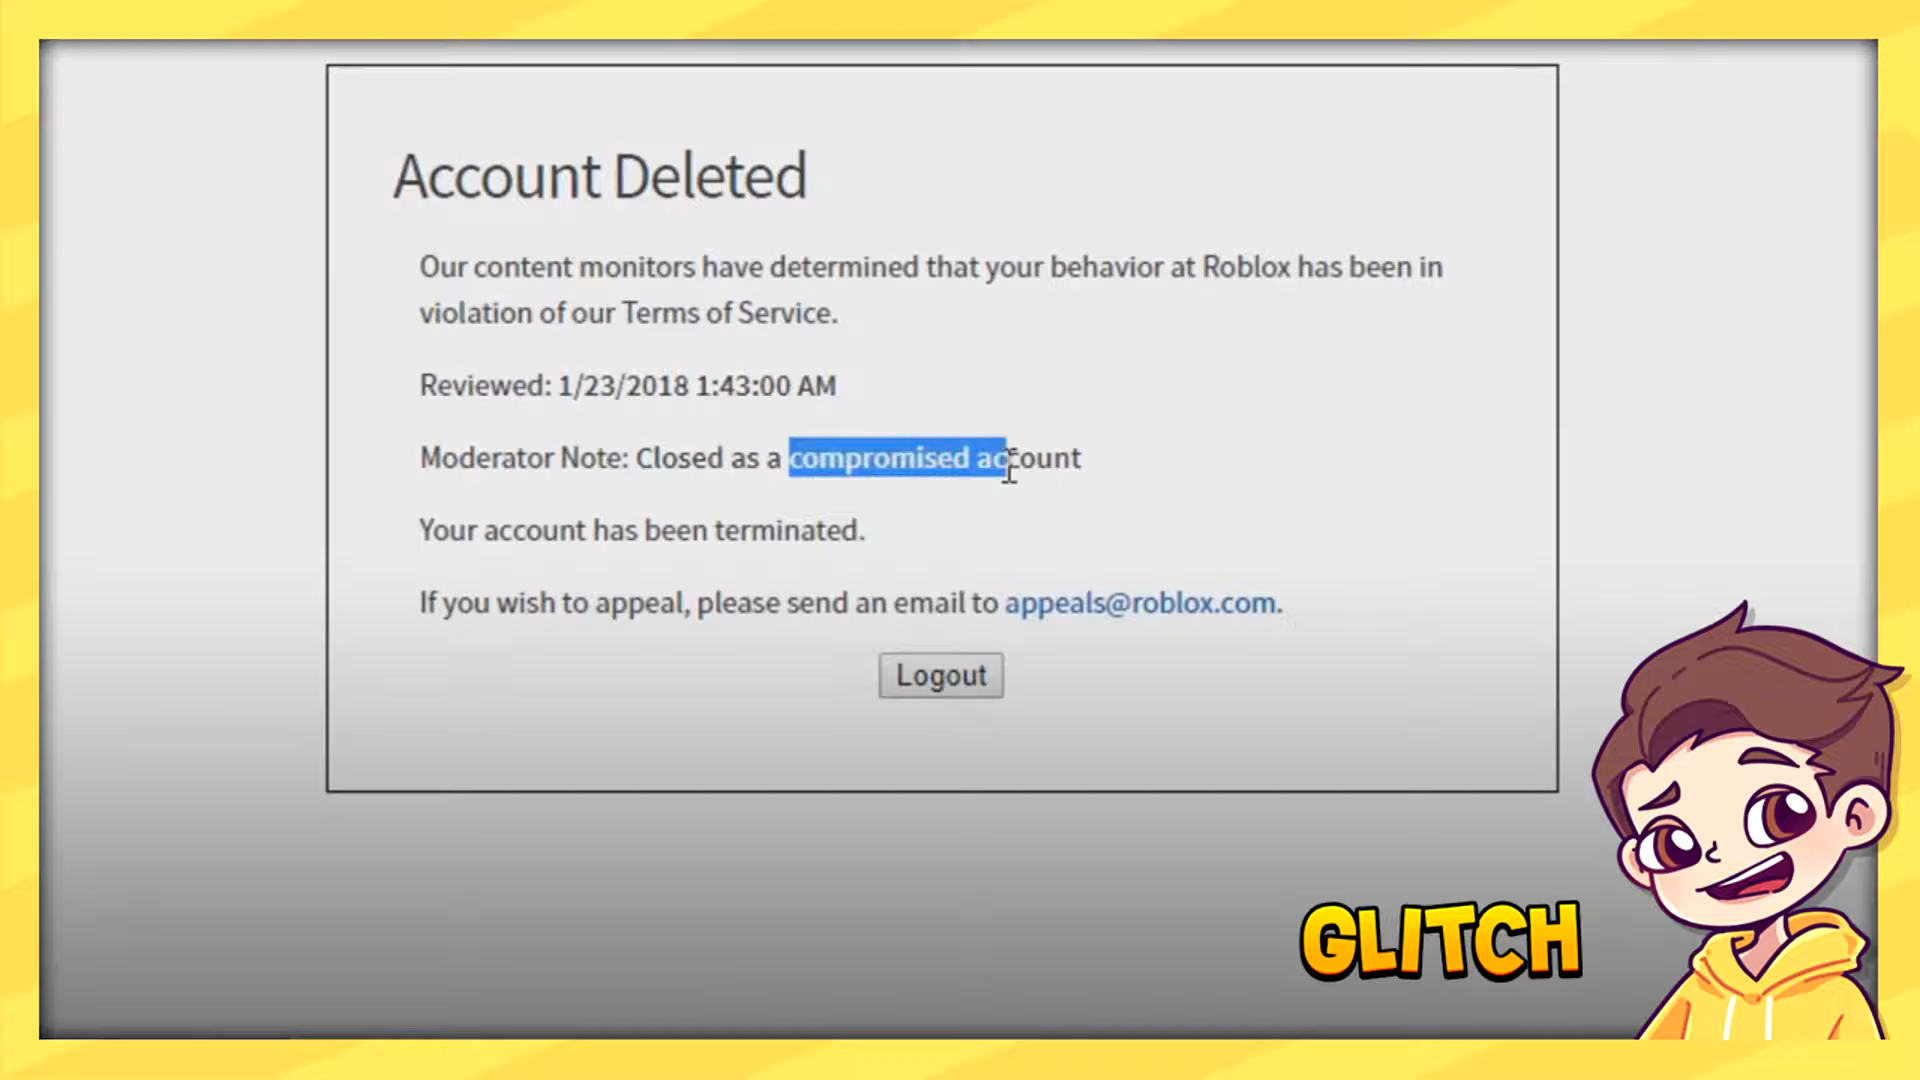 Account Deleted
Our content monitors have determined that your behavior at Roblox has been in
violation of our Terms of Service.
Reviewed: 1/23/2018 1:43:00 AM
Moderator Note: Closed as a compromised account
Your account has been terminated.
If you wish to appeal, please send an email to appeals@roblox.com.
Logout
GLITCH